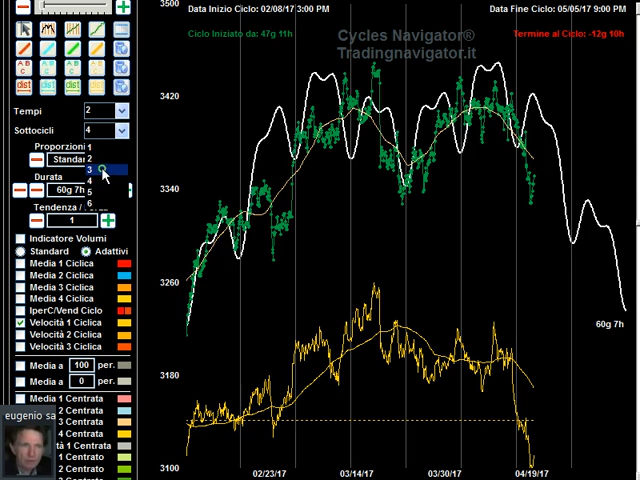 Data Inizio Ciclo: 02/08/17 3:00 PM
Data Fine Ciclo: 05/05/17 9:00 PM
Ciclo Iniziato da: 47g 11h
Cycles Navigator®
Tradingnavigator.it
Termine al Ciclo: -12g 10h
3500
3420
3340
3260
3180
3100
02/23/17
03/14/17
03/30/17
04/19/17
60g 7h
A B C
A B C
A B C
A B C
dist
dist
dist
dist
Tempi 2
Sottocicli 4
Proporzioni
Standar
1
2
3
4
5
6
Durata
60g 7h
Tendenza /
1
Indicatore Volumi
Standard Adattivi
Media 1 Ciclica
Media 2 Ciclica
Media 3 Ciclica
Media 4 Ciclica
IperC/Vend Ciclo
Velocità 1 Ciclica
Velocità 2 Ciclica
Velocità 3 Ciclica
Media a 100 per.
Media a 0 per.
Media 1 Centrata
2 Centrata
3 Centrata
4 Centrata
tà 1 Centrata
1 Centrato
2 Centrato
3 Centrato
eugenio sa